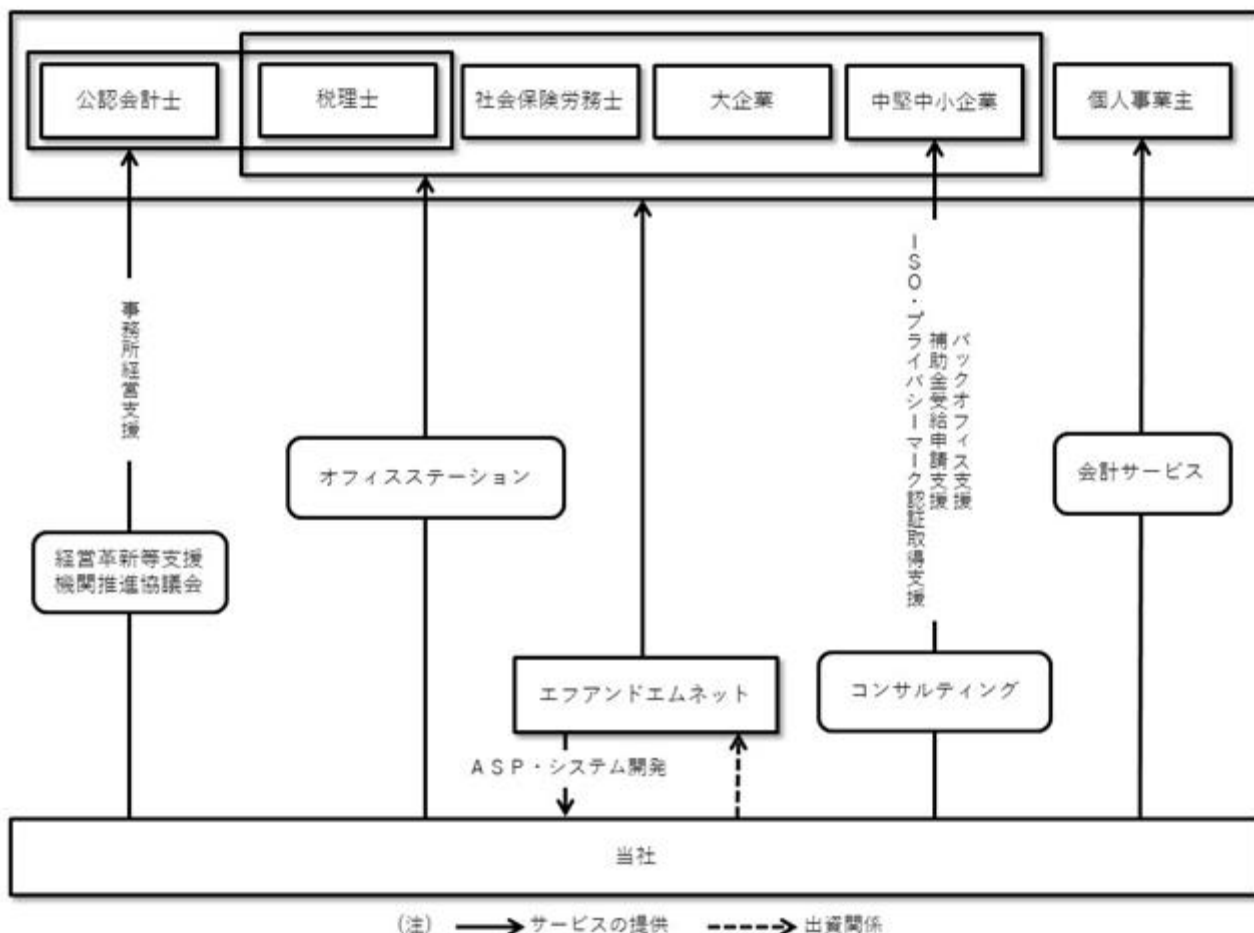 公認会計士
税理士
社会保険労務士
大企業
中堅中小企業
個人事業主
事務所経営支援
経営革新等支援
機関推進協議会
オフィスステーション
エフアンドエムネット
ASP・システム開発
バックオフィス支援
補助金受給申請支援
ISO・プライバシーマーク認証取得支援
コンサルティング
会計サービス
当社
(注) サービスの提供 出資関係